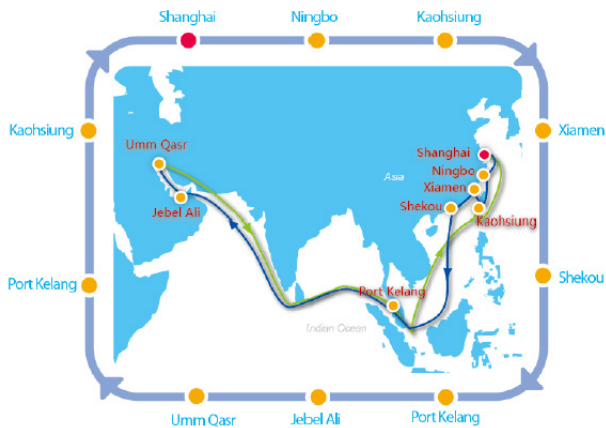 Shanghai
Ningbo
Kaohsiung
Kaohsiung
Xiamen
Umm Qasr
Shanghai
Asia
Ningbo
Xiamen
Jebel Ali
Shekou
Kaohsiung
Port Kelang
Port Kelang
Shekou
Indian Ocean
Umm Qasr
Jebel Ali
Port Kelang